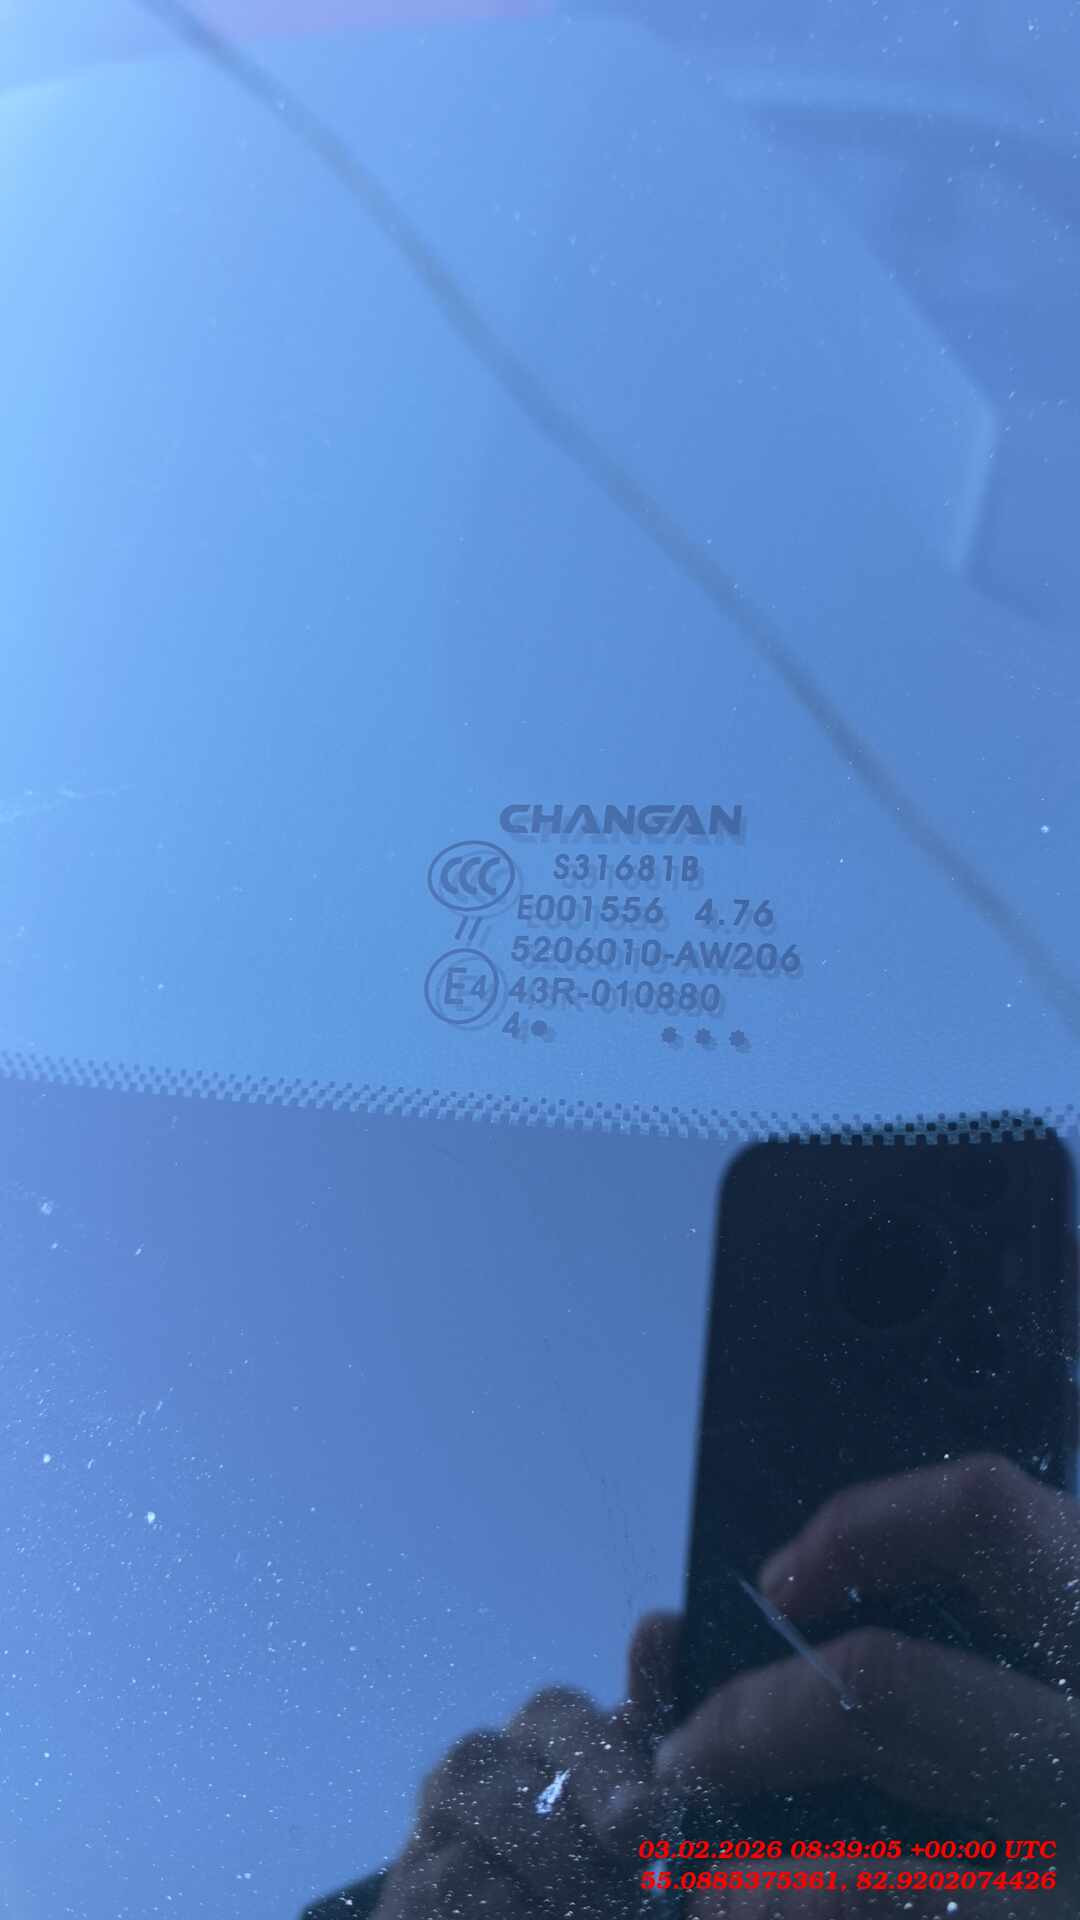 CHANGAN
CCC
S31681B
E001556 4.76
//
5206010-AW206
E4 43R-010880
4 ● ● ● ●
03.02.2026 08:39:05 +00:00 UTC
55.0885375361, 82.9202074426